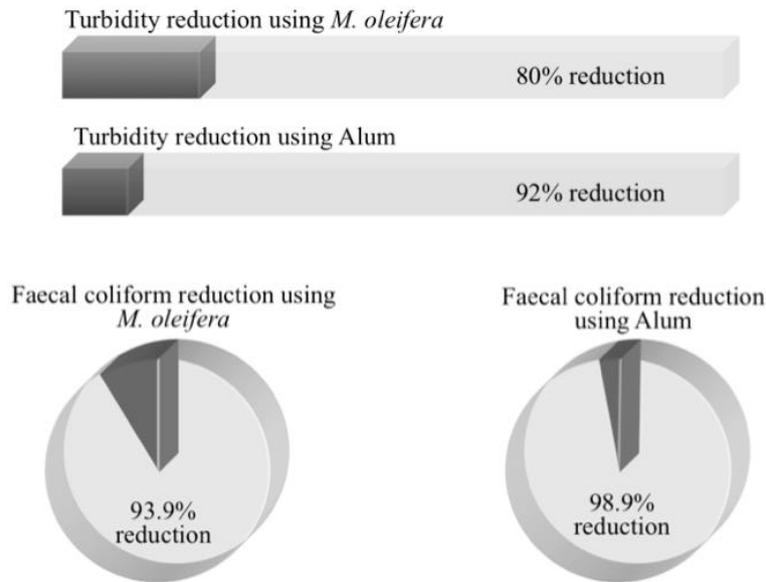 Turbidity reduction using M. oleifera
80% reduction
Turbidity reduction using Alum
92% reduction
Faecal coliform reduction using
M. oleifera
93.9%
reduction
Faecal coliform reduction
using Alum
98.9%
reduction